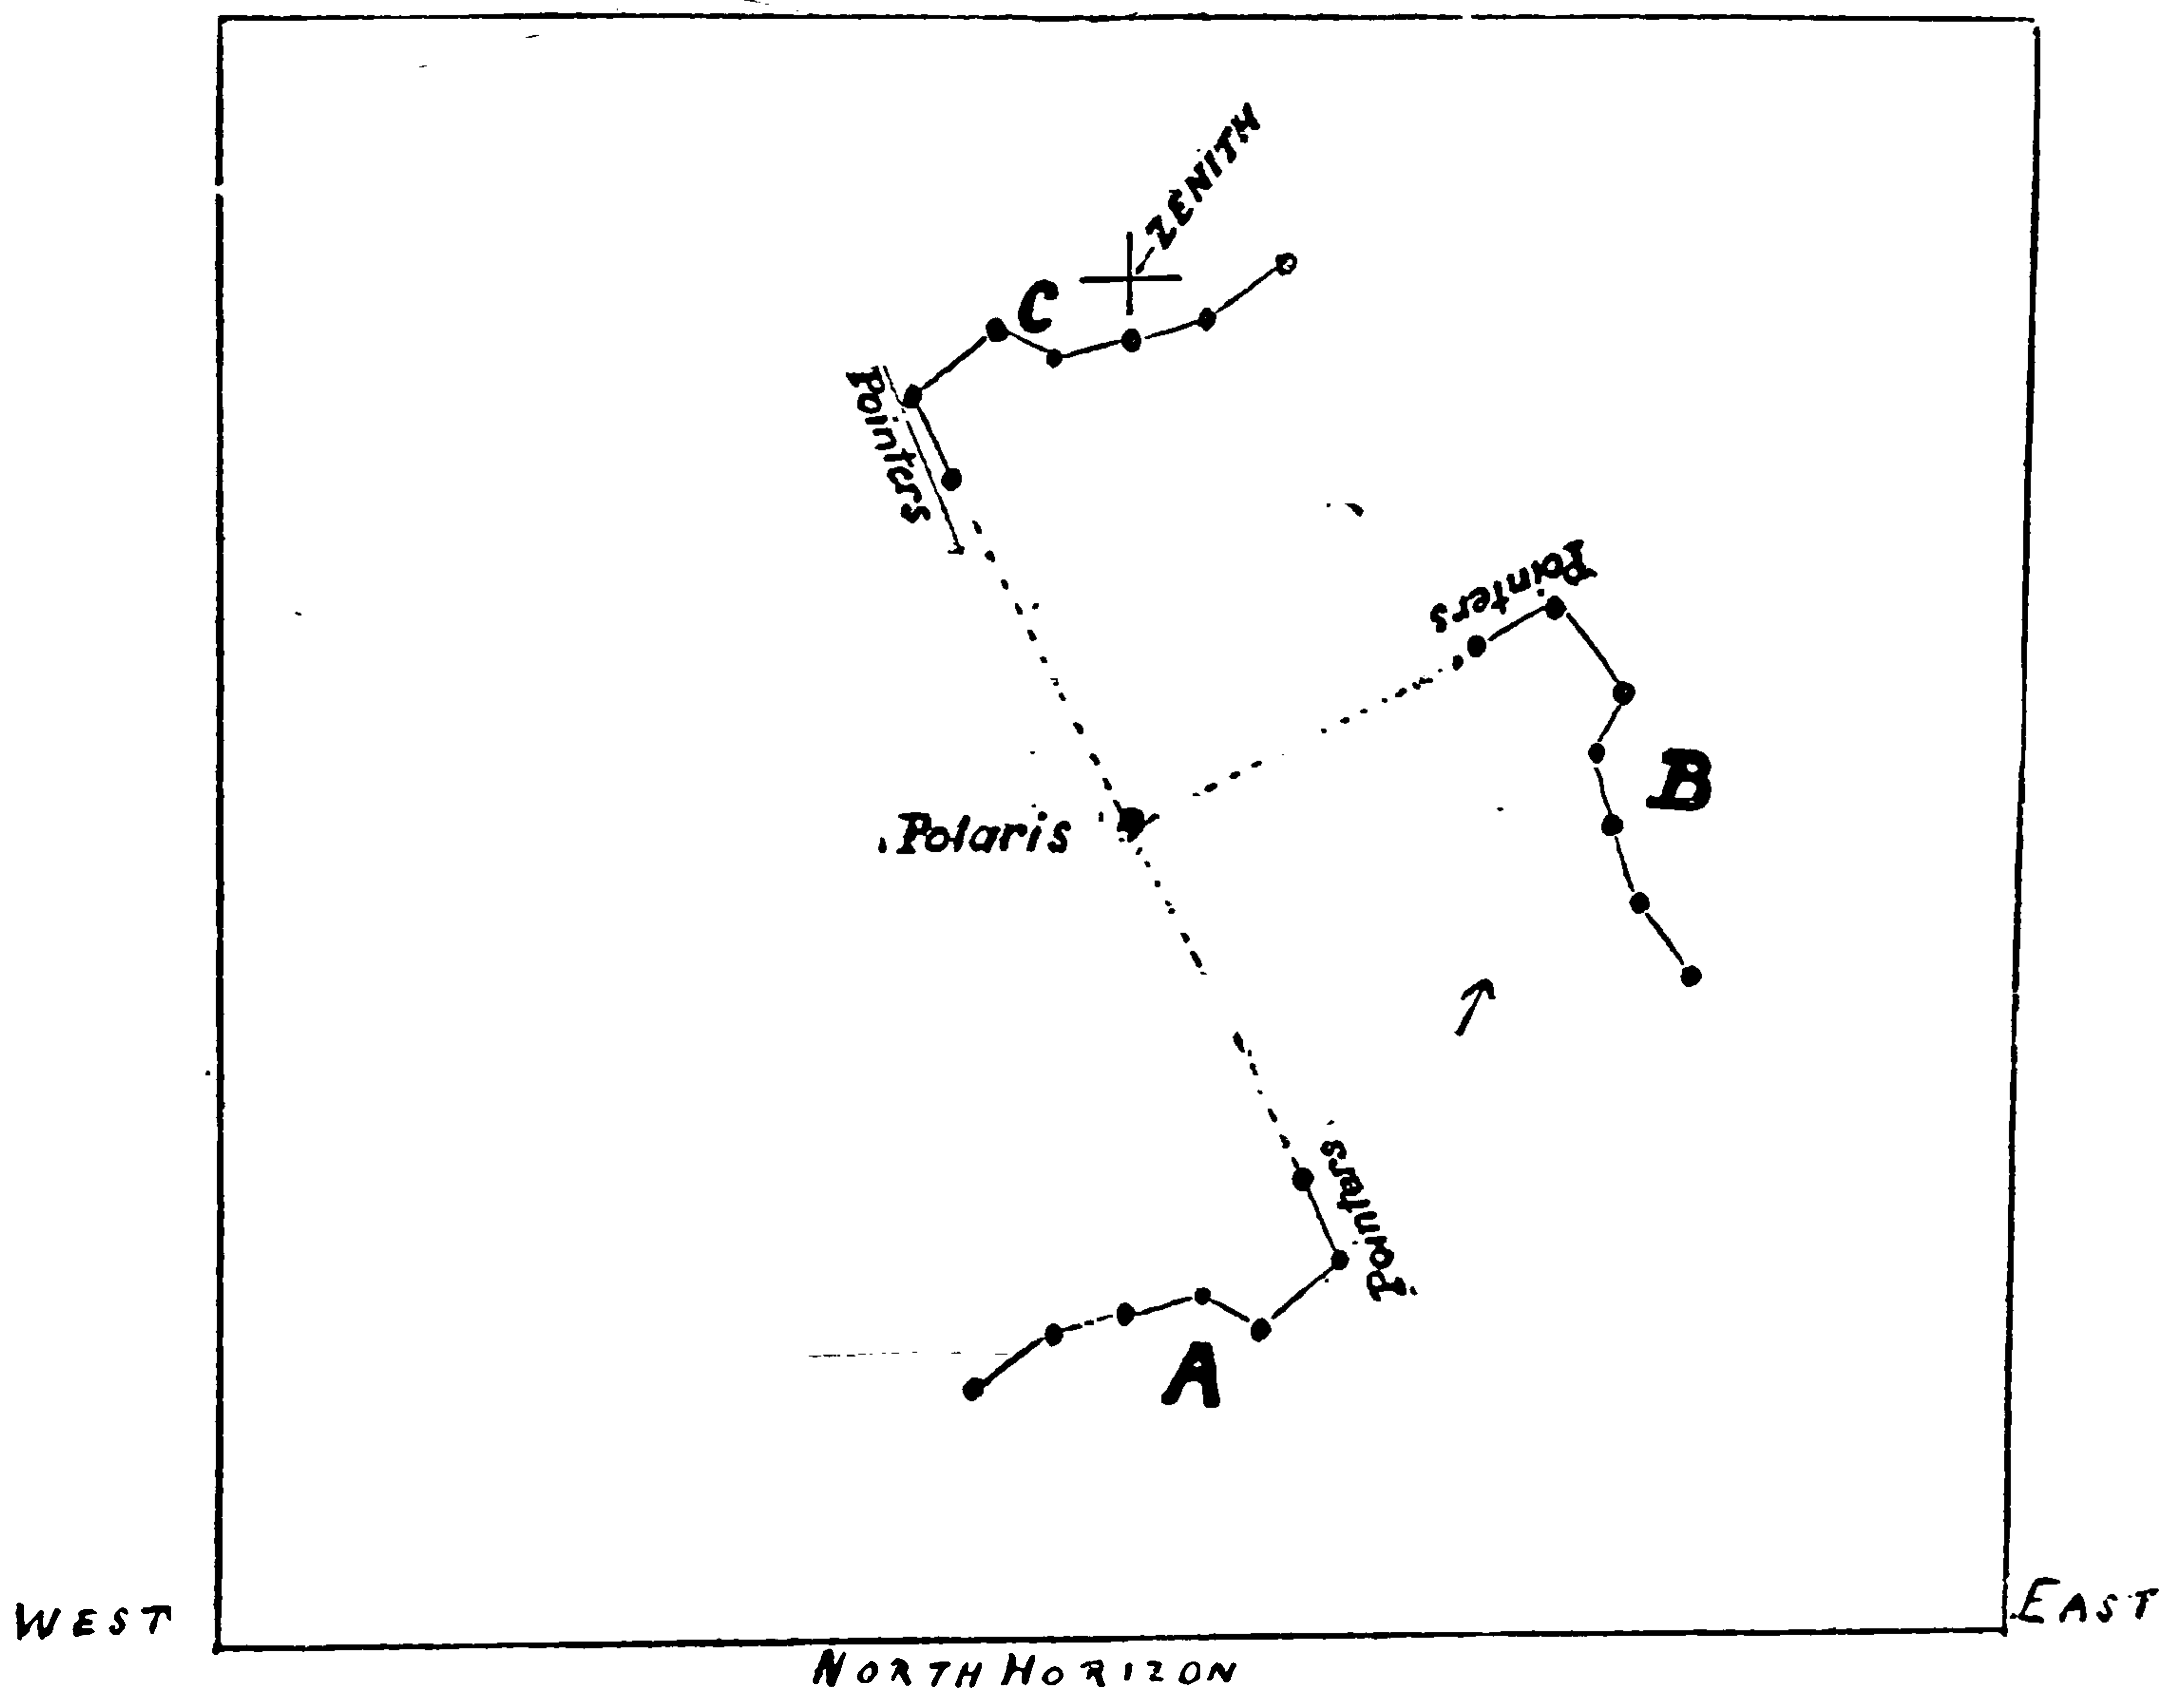 ZENITH
C
Pointers
Pointers
B
Polaris
Pointers
A
WEST
EAST
NORTH HORIZON